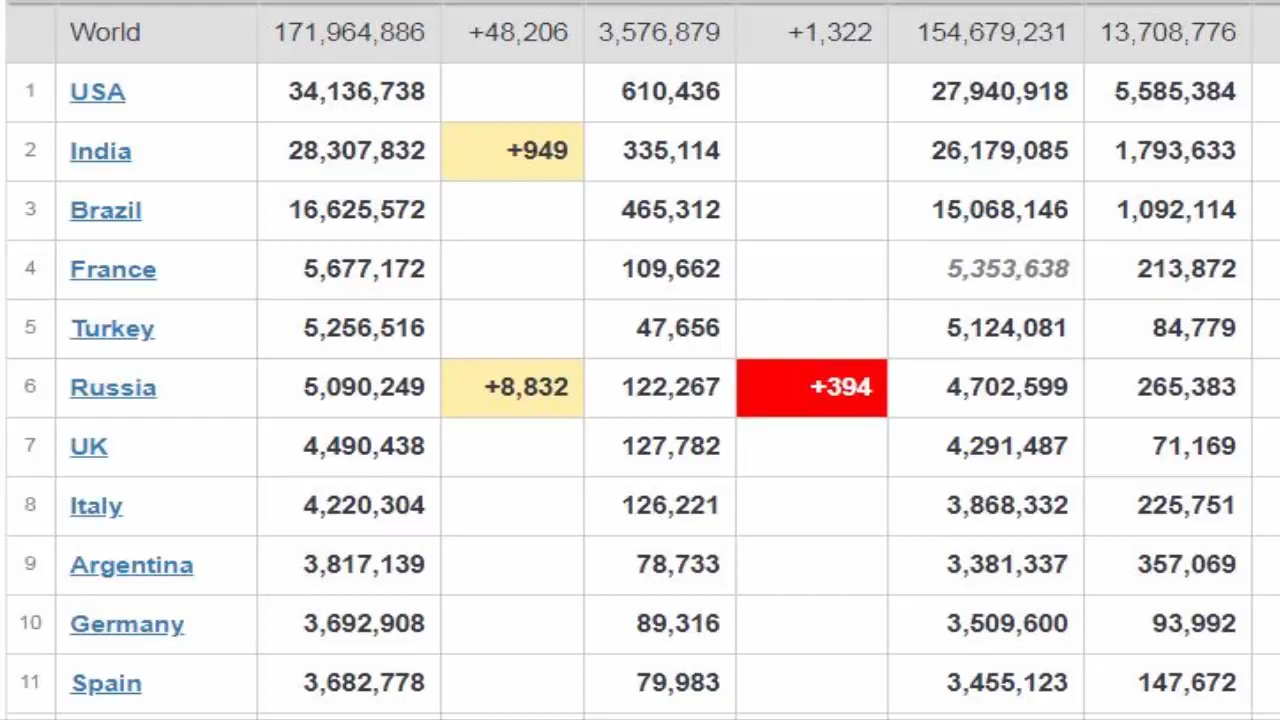 World 171,964,886 +48,206 3,576,879 +1,322 154,679,231 13,708,776
1 USA 34,136,738 610,436 27,940,918 5,585,384
2 India 28,307,832 +949 335,114 26,179,085 1,793,633
3 Brazil 16,625,572 465,312 15,068,146 1,092,114
4 France 5,677,172 109,662 5,353,638 213,872
5 Turkey 5,256,516 47,656 5,124,081 84,779
6 Russia 5,090,249 +8,832 122,267 +394 4,702,599 265,383
7 UK 4,490,438 127,782 4,291,487 71,169
8 Italy 4,220,304 126,221 3,868,332 225,751
9 Argentina 3,817,139 78,733 3,381,337 357,069
10 Germany 3,692,908 89,316 3,509,600 93,992
11 Spain 3,682,778 79,983 3,455,123 147,672